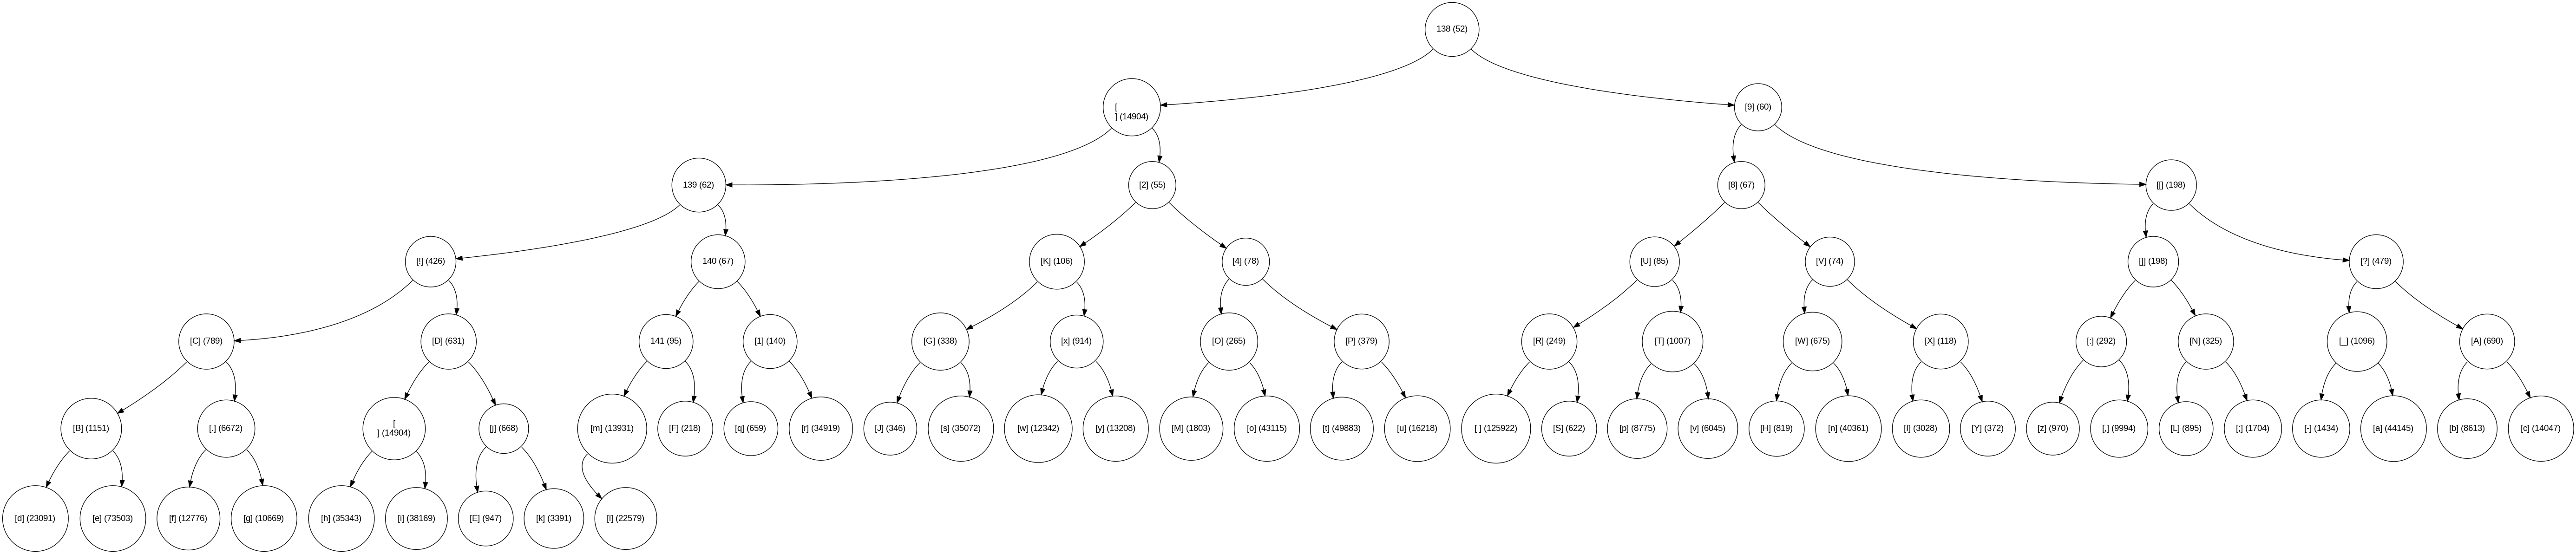 138 (52)
[
] (14904)
[9] (60)
139 (62)
[2] (55)
[8] (67)
[[] (198)
[!] (426)
140 (67)
[K] (106)
[4] (78)
[U] (85)
[V] (74)
[]] (198)
[?] (479)
[C] (789)
[D] (631)
141 (95)
[1] (140)
[G] (338)
[x] (914)
[O] (265)
[P] (379)
[R] (249)
[T] (1007)
[W] (675)
[X] (118)
[:] (292)
[N] (325)
[_] (1096)
[A] (690)
[B] (1151)
[.] (6672)
[
] (14904)
[j] (668)
[m] (13931)
[F] (218)
[q] (659)
[r] (34919)
[J] (346)
[s] (35072)
[w] (12342)
[y] (13208)
[M] (1803)
[o] (43115)
[t] (49883)
[u] (16218)
[ ] (125922)
[S] (622)
[p] (8775)
[v] (6045)
[H] (819)
[n] (40361)
[I] (3028)
[Y] (372)
[z] (970)
[,] (9994)
[L] (895)
[;] (1704)
[-] (1434)
[a] (44145)
[b] (8613)
[c] (14047)
[d] (23091)
[e] (73503)
[f] (12776)
[g] (10669)
[h] (35343)
[i] (38169)
[E] (947)
[k] (3391)
[l] (22579)